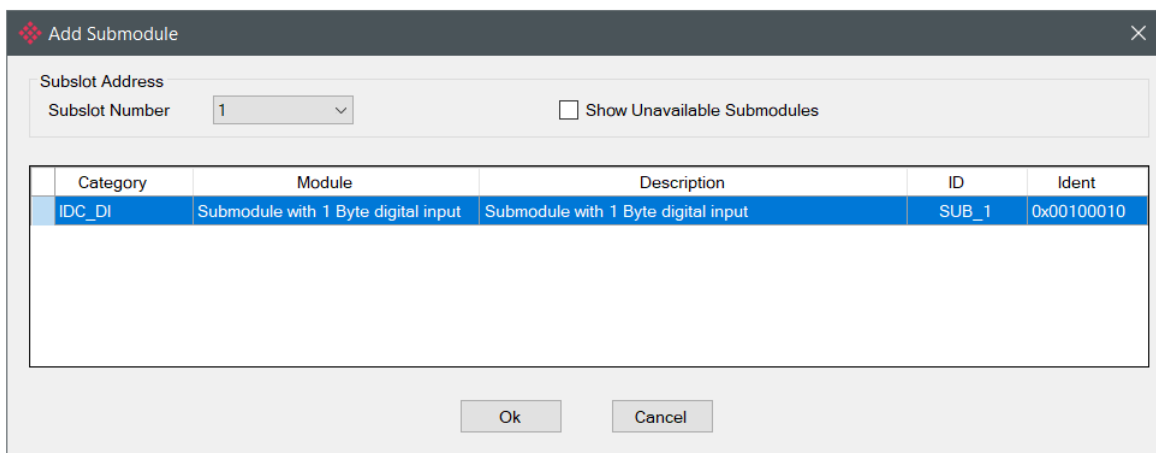 Add Submodule
Subslot Address
Subslot Number 1 Show Unavailable Submodules
Category Module Description ID Ident
IDC_DI Submodule with 1 Byte digital input Submodule with 1 Byte digital input SUB_1 0x00100010
Ok Cancel